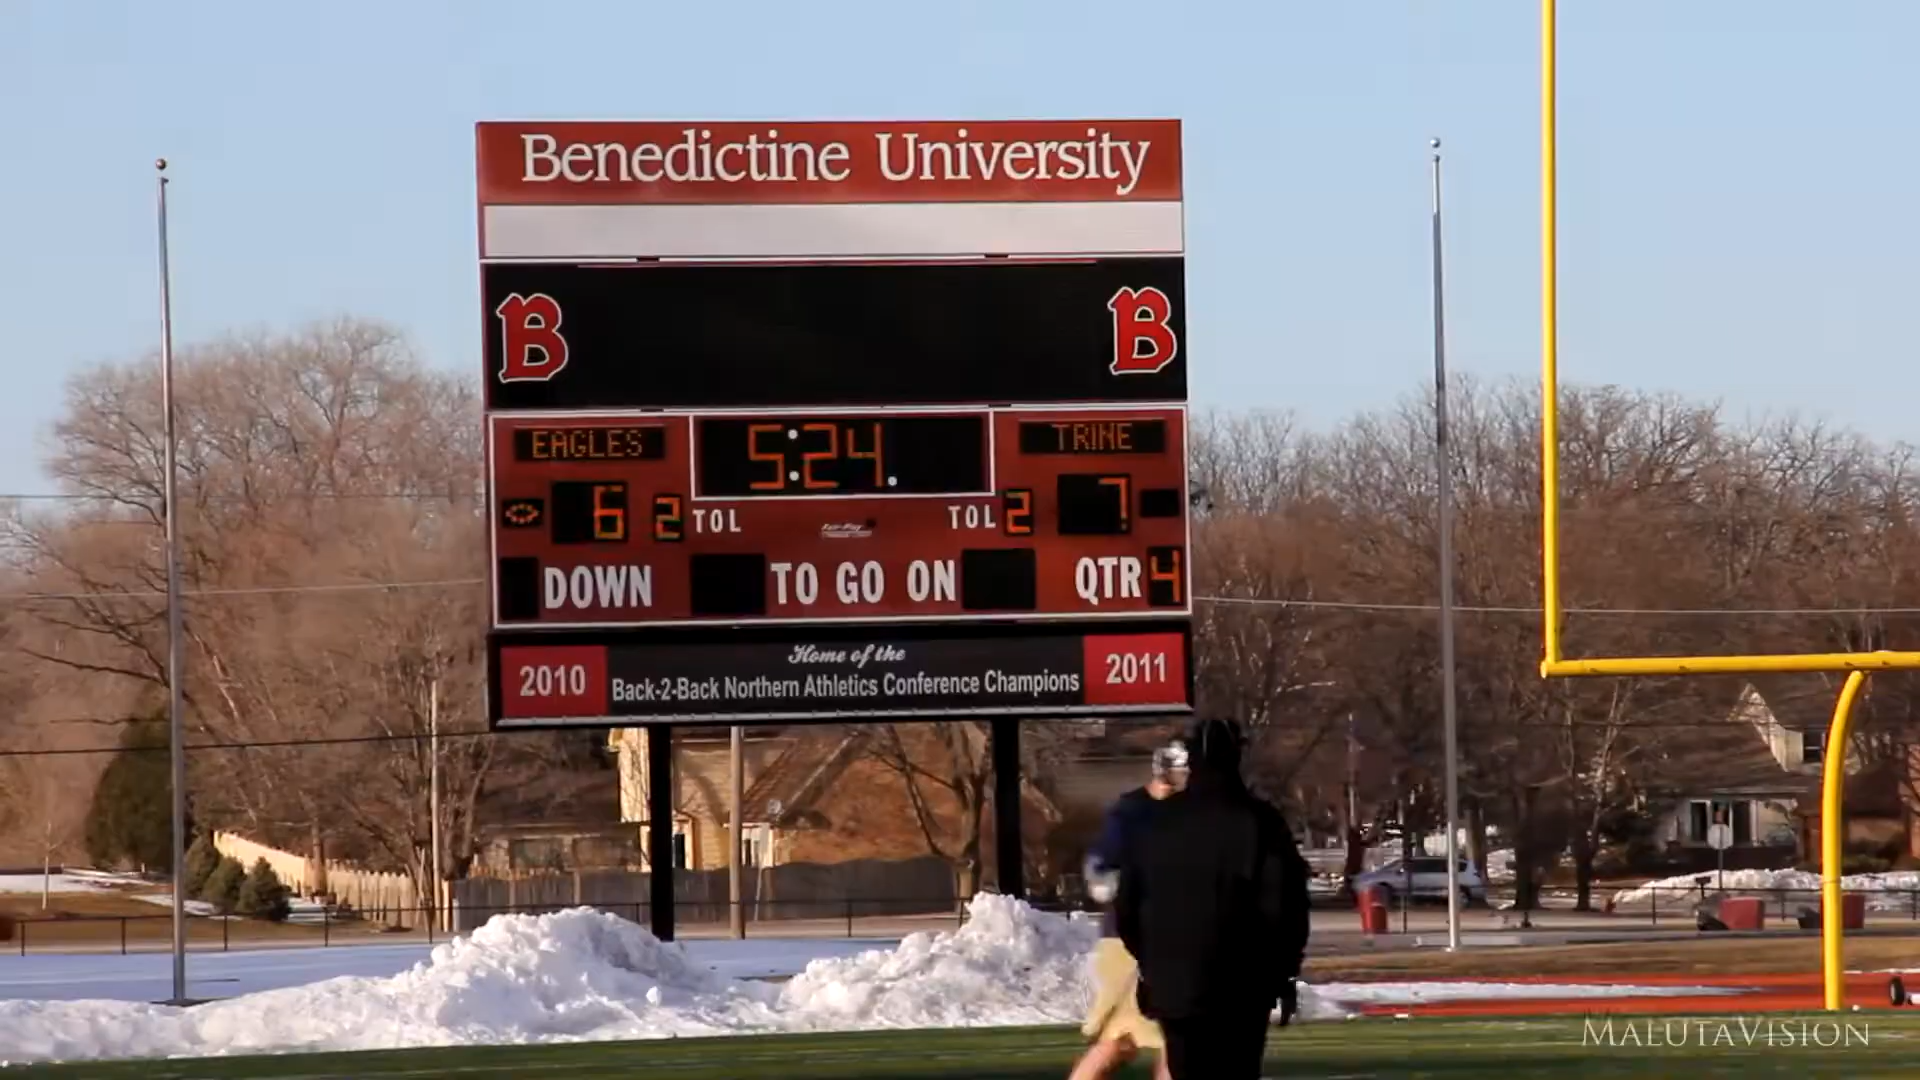 Benedictine University
B B
EAGLES 5:24 TRINE
6 2 TOL TOL 2 7
DOWN TO GO ON QTR 4
Home of the
2010 Back-2-Back Northern Athletics Conference Champions 2011
MALUTAVISION